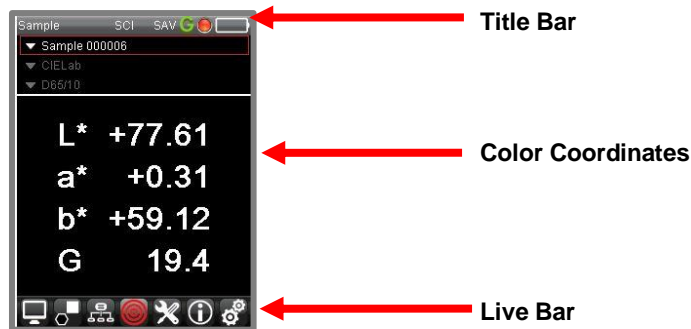 Sample SCI SAV G
Title Bar
Sample 000006
CIELab
D65/10
L* +77.61
a* +0.31
Color Coordinates
b* +59.12
G 19.4
Live Bar